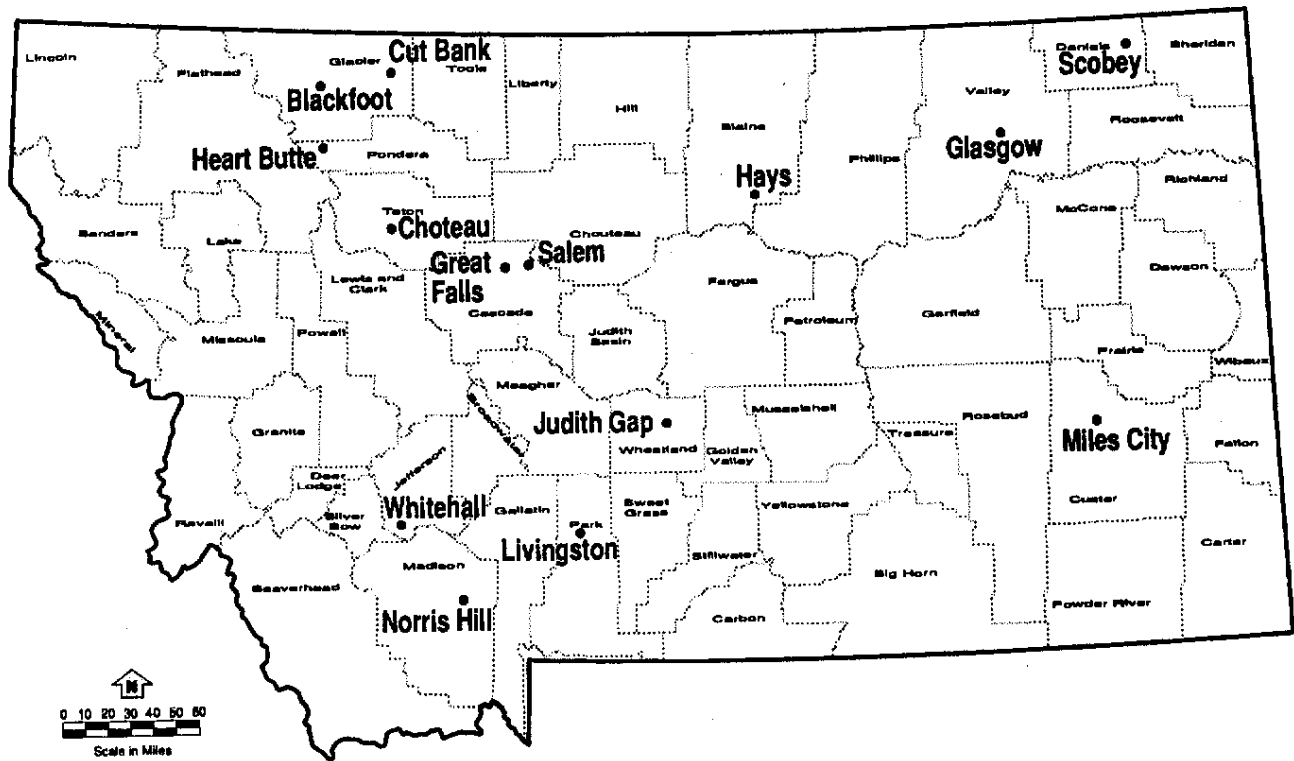 Lincoln
Flathead
Glacier
Cut Bank
Toole
Liberty
Hill
Blaine
Phillips
Valley
Daniels
Scobey
Sheridan
Roosevelt
Blackfoot
Heart Butte
Pondera
Hays
Glasgow
Richland
McCone
Sanders
Lake
Teton
Choteau
Chouteau
Great
Falls
Salem
Lewis and
Clark
Cascade
Fergus
Petroleum
Garfield
Dawson
Mineral
Missoula
Powell
Judith
Basin
Prairie
Wibaux
Meagher
Broadwater
Judith Gap
Wheatland
Golden
Valley
Musselshell
Treasure
Rosebud
Miles City
Fallon
Granite
Deer
Lodge
Jefferson
Custer
Ravalli
Silver
Bow
Whitehall
Gallatin
Park
Livingston
Sweet
Grass
Stillwater
Yellowstone
Carter
Beaverhead
Madison
Norris Hill
Carbon
Big Horn
Powder River
N
0 10 20 30 40 50 60
Scale in Miles